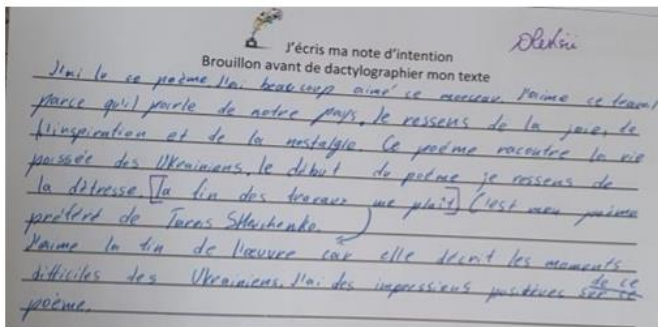 Oleksii
J'écris ma note d'intention
Brouillon avant de dactylographier mon texte
J'ai lu ce poème. J'ai beaucoup aimé ce morceau. J'aime ce travail
parce qu'il parle de notre pays. Je ressens de la joie, de
l'inspiration et de la nostalgie. Ce poème racontre la vie
passée des Ukrainiens. le début du poème je ressens de
la détresse [la fin des travaux me plaît] C'est mon poème
préféré de Taras Shevchenko.
J'aime la fin de l'œuvre car elle décrit les moments
difficiles des Ukrainiens. J'ai des impressions positives sur ce de ce
poème.